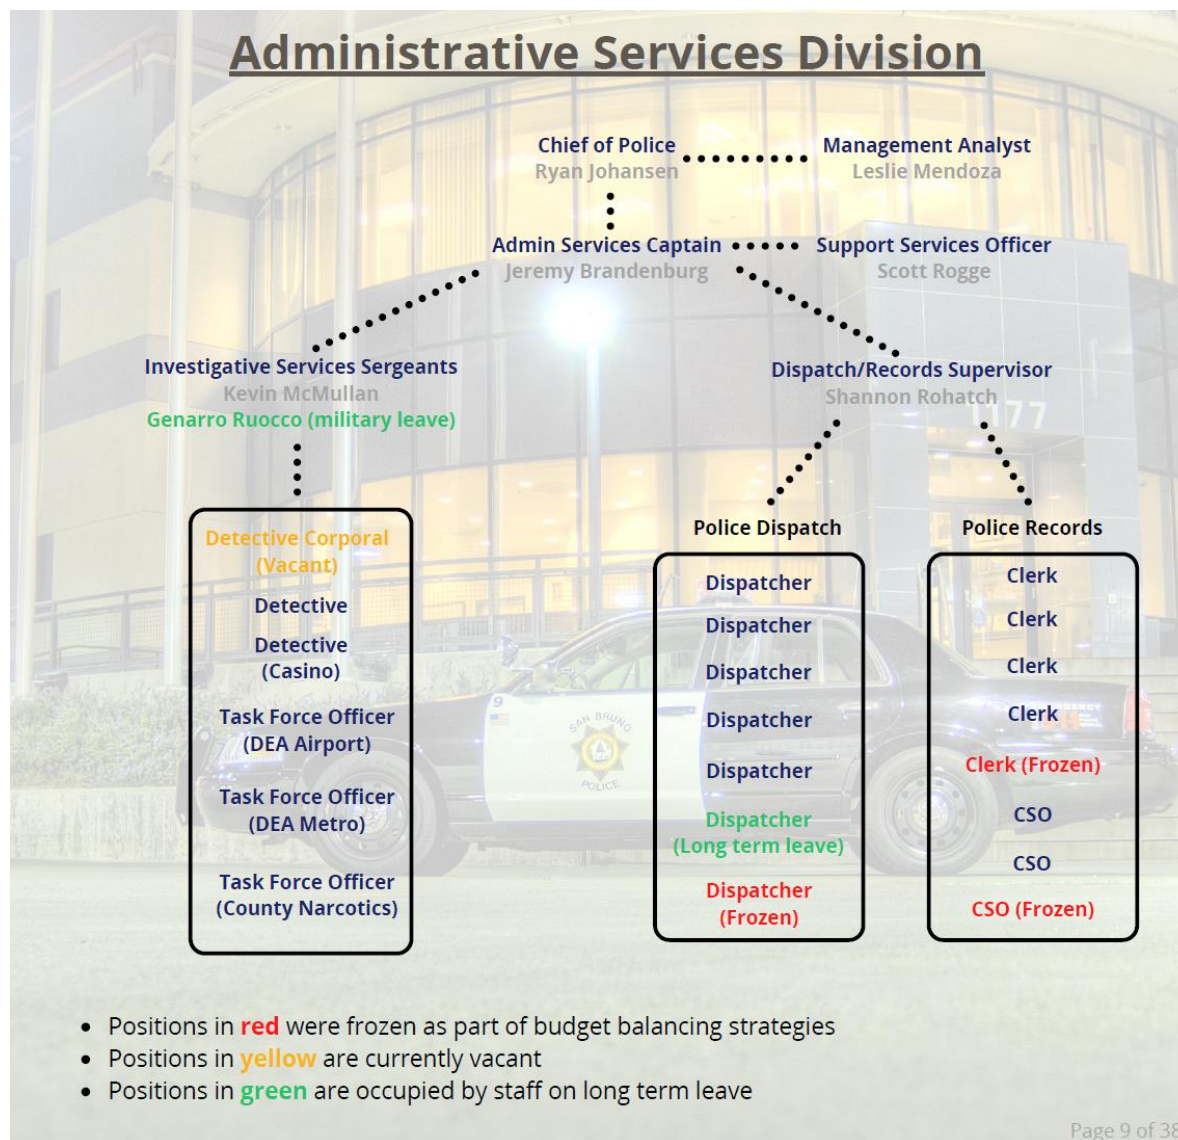 Administrative Services Division
Chief of Police
Ryan Johansen
Management Analyst
Leslie Mendoza
Admin Services Captain
Jeremy Brandenburg
Support Services Officer
Scott Rogge
Investigative Services Sergeants
Kevin McMullan
Genarro Ruocco (military leave)
Dispatch/Records Supervisor
Shannon Rohatch
1177
Detective Corporal
(Vacant)
Detective
Detective
(Casino)
Task Force Officer
(DEA Airport)
Task Force Officer
(DEA Metro)
Task Force Officer
(County Narcotics)
Police Dispatch
Dispatcher
Dispatcher
Dispatcher
Dispatcher
Dispatcher
Dispatcher
(Long term leave)
Dispatcher
(Frozen)
Police Records
Clerk
Clerk
Clerk
Clerk
Clerk (Frozen)
CSO
CSO
CSO (Frozen)
9
SAN BRUNO
POLICE
• Positions in red were frozen as part of budget balancing strategies
• Positions in yellow are currently vacant
• Positions in green are occupied by staff on long term leave
Page 9 of 38